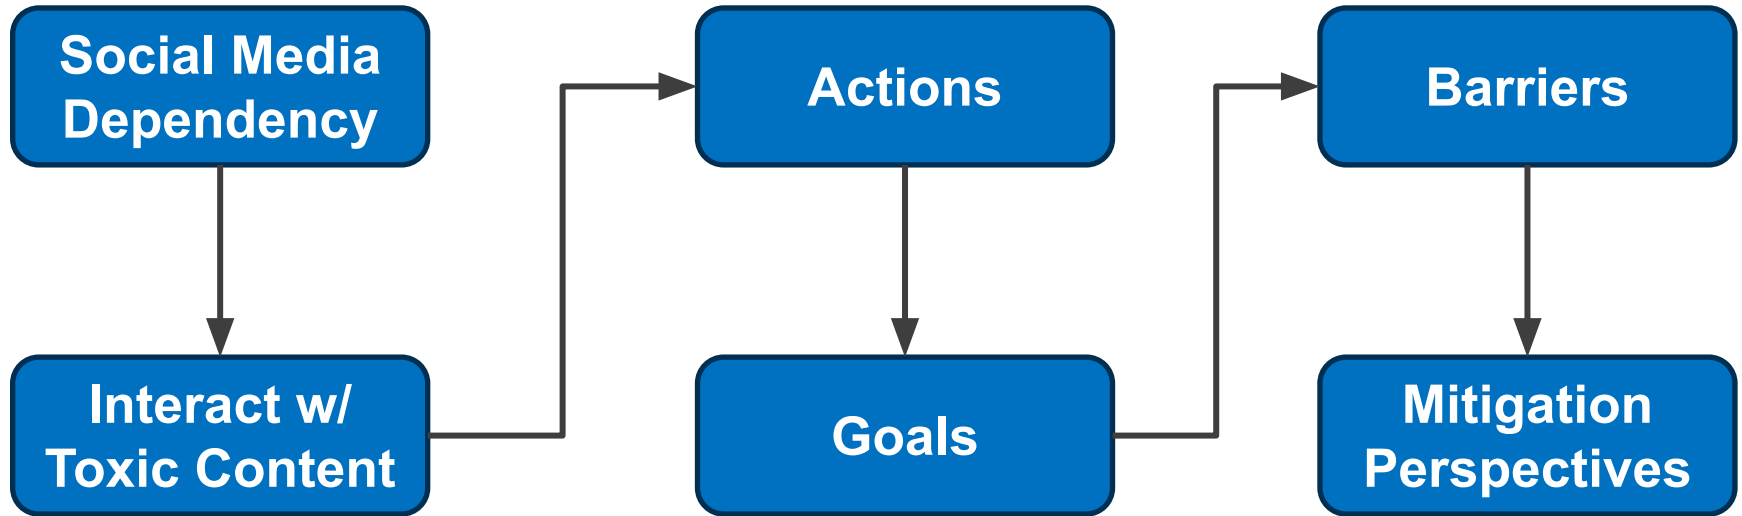 Social Media
Dependency
Interact w/
Toxic Content
Actions
Goals
Barriers
Mitigation
Perspectives